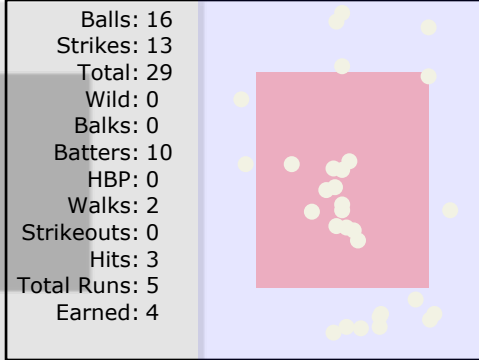 Balls: 16
Strikes: 13
Total: 29
Wild: 0
Balks: 0
Batters: 10
HBP: 0
Walks: 2
Strikeouts: 0
Hits: 3
Total Runs: 5
Earned: 4